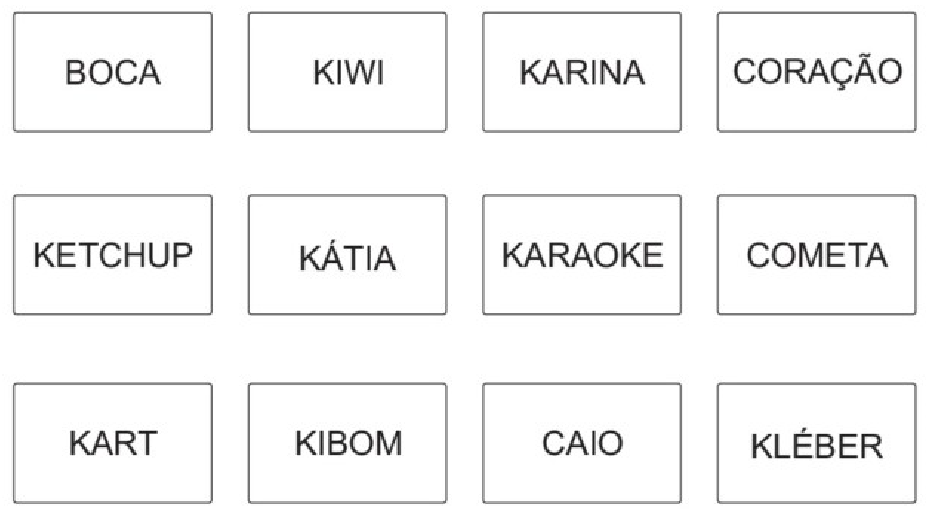 BOCA KIWI KARINA CORAÇÃO
KETCHUP KÁTIA KARAOKE COMETA
KART KIBOM CAIO KLÉBER